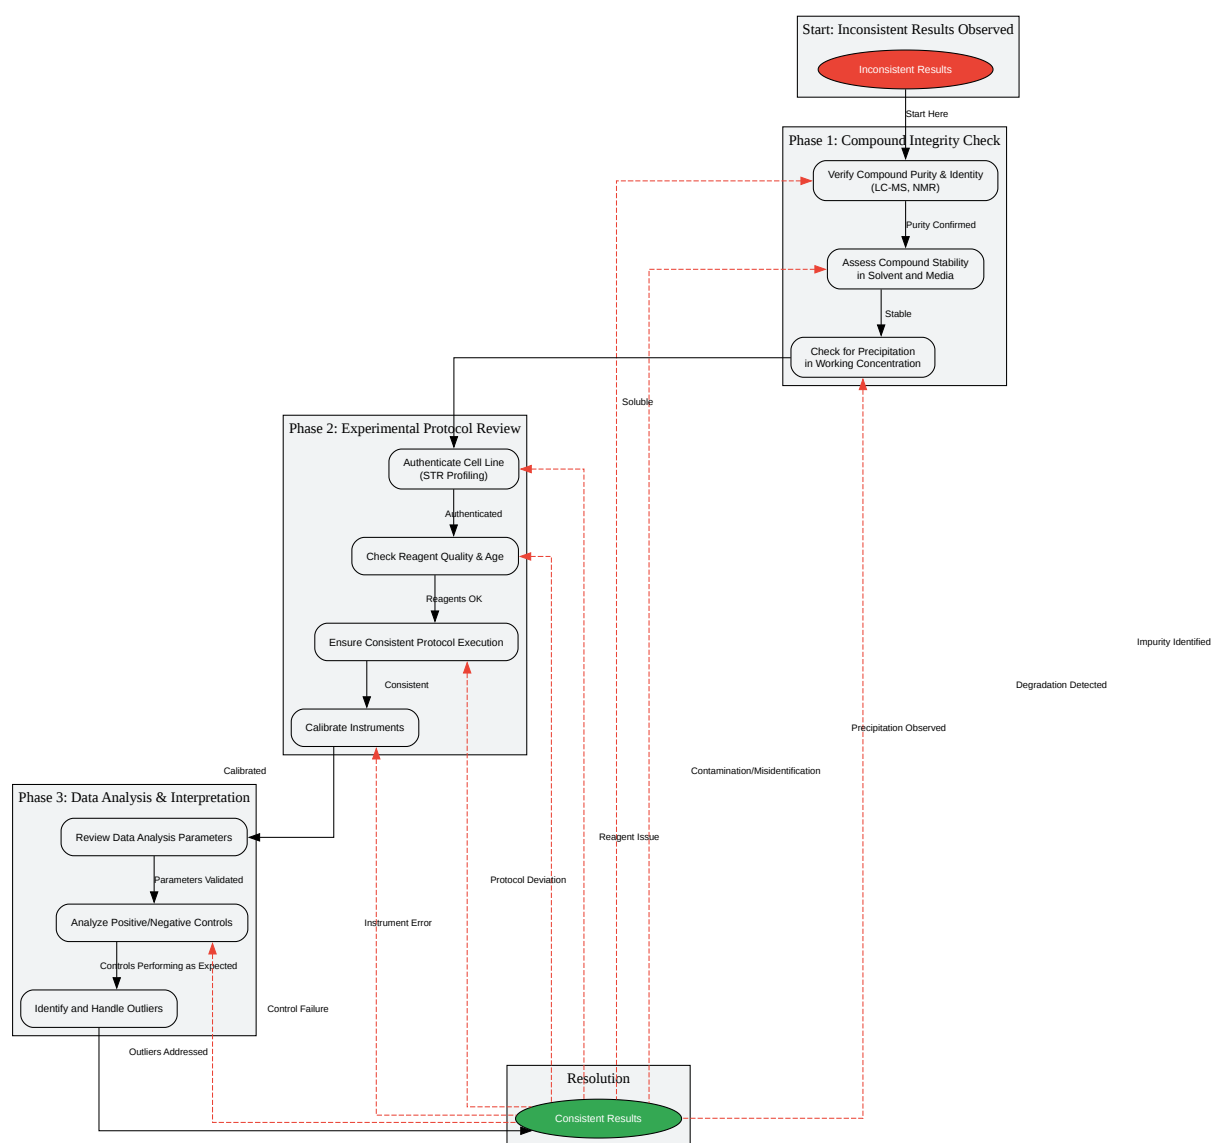 Start: Inconsistent Results Observed
Inconsistent Results
Start Here
Phase 1: Compound Integrity Check
Verify Compound Purity & Identity
(LC-MS, NMR)
Purity Confirmed
Assess Compound Stability
in Solvent and Media
Stable
Check for Precipitation
in Working Concentration
Soluble
Phase 2: Experimental Protocol Review
Authenticate Cell Line
(STR Profiling)
Authenticated
Check Reagent Quality & Age
Reagents OK
Ensure Consistent Protocol Execution
Impurity Identified
Consistent
Degradation Detected
Calibrate Instruments
Precipitation Observed
Calibrated
Contamination/Misidentification
Phase 3: Data Analysis & Interpretation
Review Data Analysis Parameters
Reagent Issue
Parameters Validated
Protocol Deviation
Analyze Positive/Negative Controls
Instrument Error
Controls Performing as Expected
Identify and Handle Outliers
Control Failure
Outliers Addressed
Resolution
Consistent Results